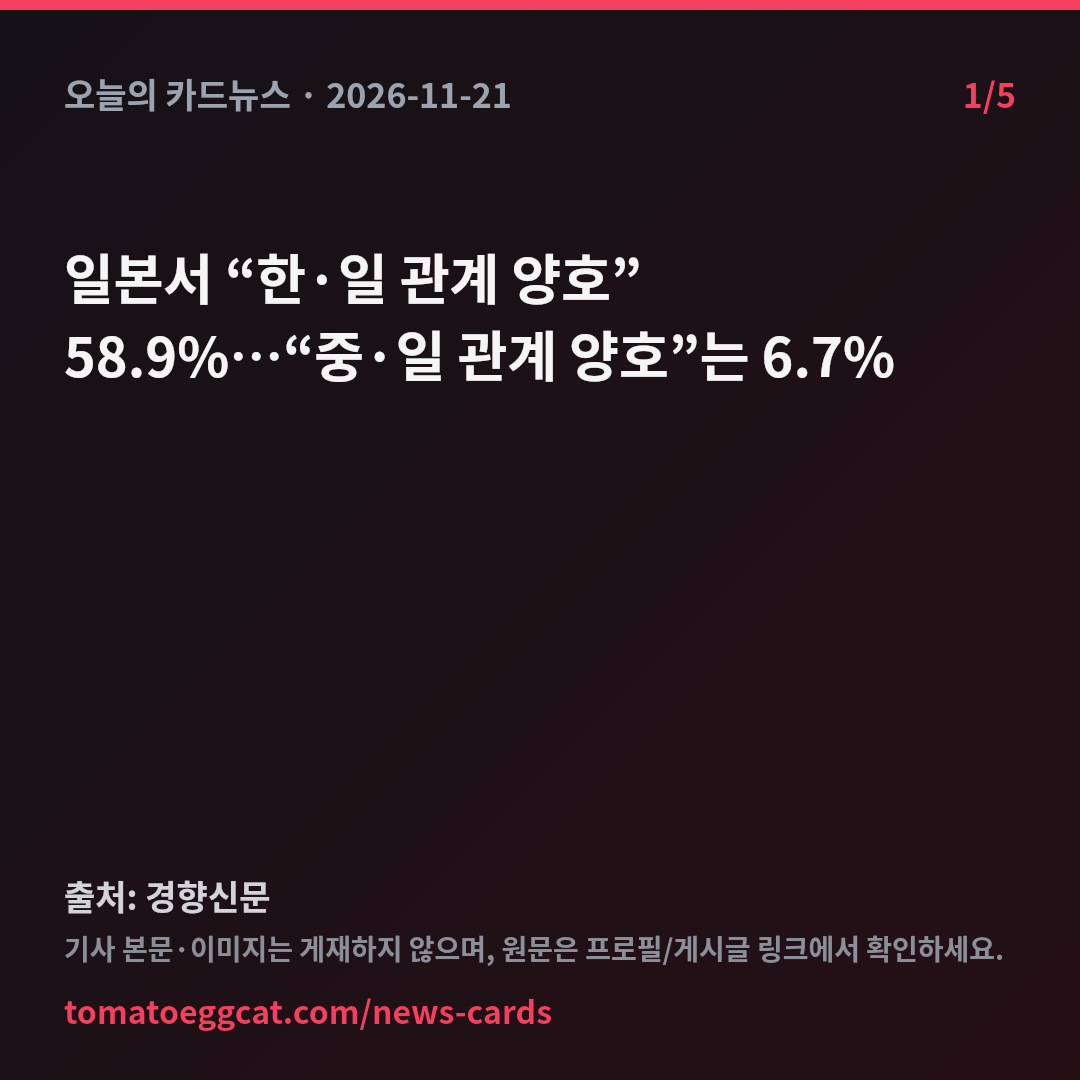 오늘의 카드뉴스 · 2026-11-21
1/5
일본서 “한·일 관계 양호”
58.9%…“중·일 관계 양호”는 6.7%
출처: 경향신문
기사 본문·이미지는 게재하지 않으며, 원문은 프로필/게시글 링크에서 확인하세요.
tomatoeggcat.com/news-cards